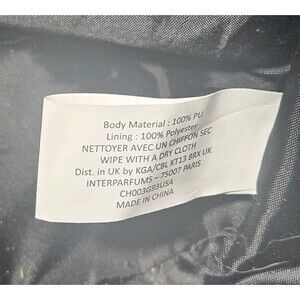 Body Material : 100% PU
Lining : 100% Polyester
NETTOYER AVEC UN CHIFFON SEC
WIPE WITH A DRY CLOTH
Dist. in UK by KGA/CBL KT13 8RX UK
INTERPARFUMS - 75007 PARIS
CH003G93USA
MADE IN CHINA